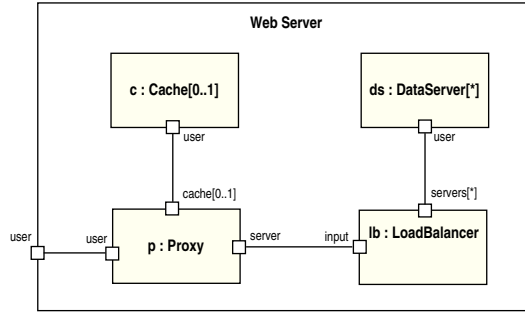 Web Server
c : Cache[0..1]
ds : DataServer[*]
user
user
cache[0..1]
servers[*]
user
user
p : Proxy
server
input
lb : LoadBalancer